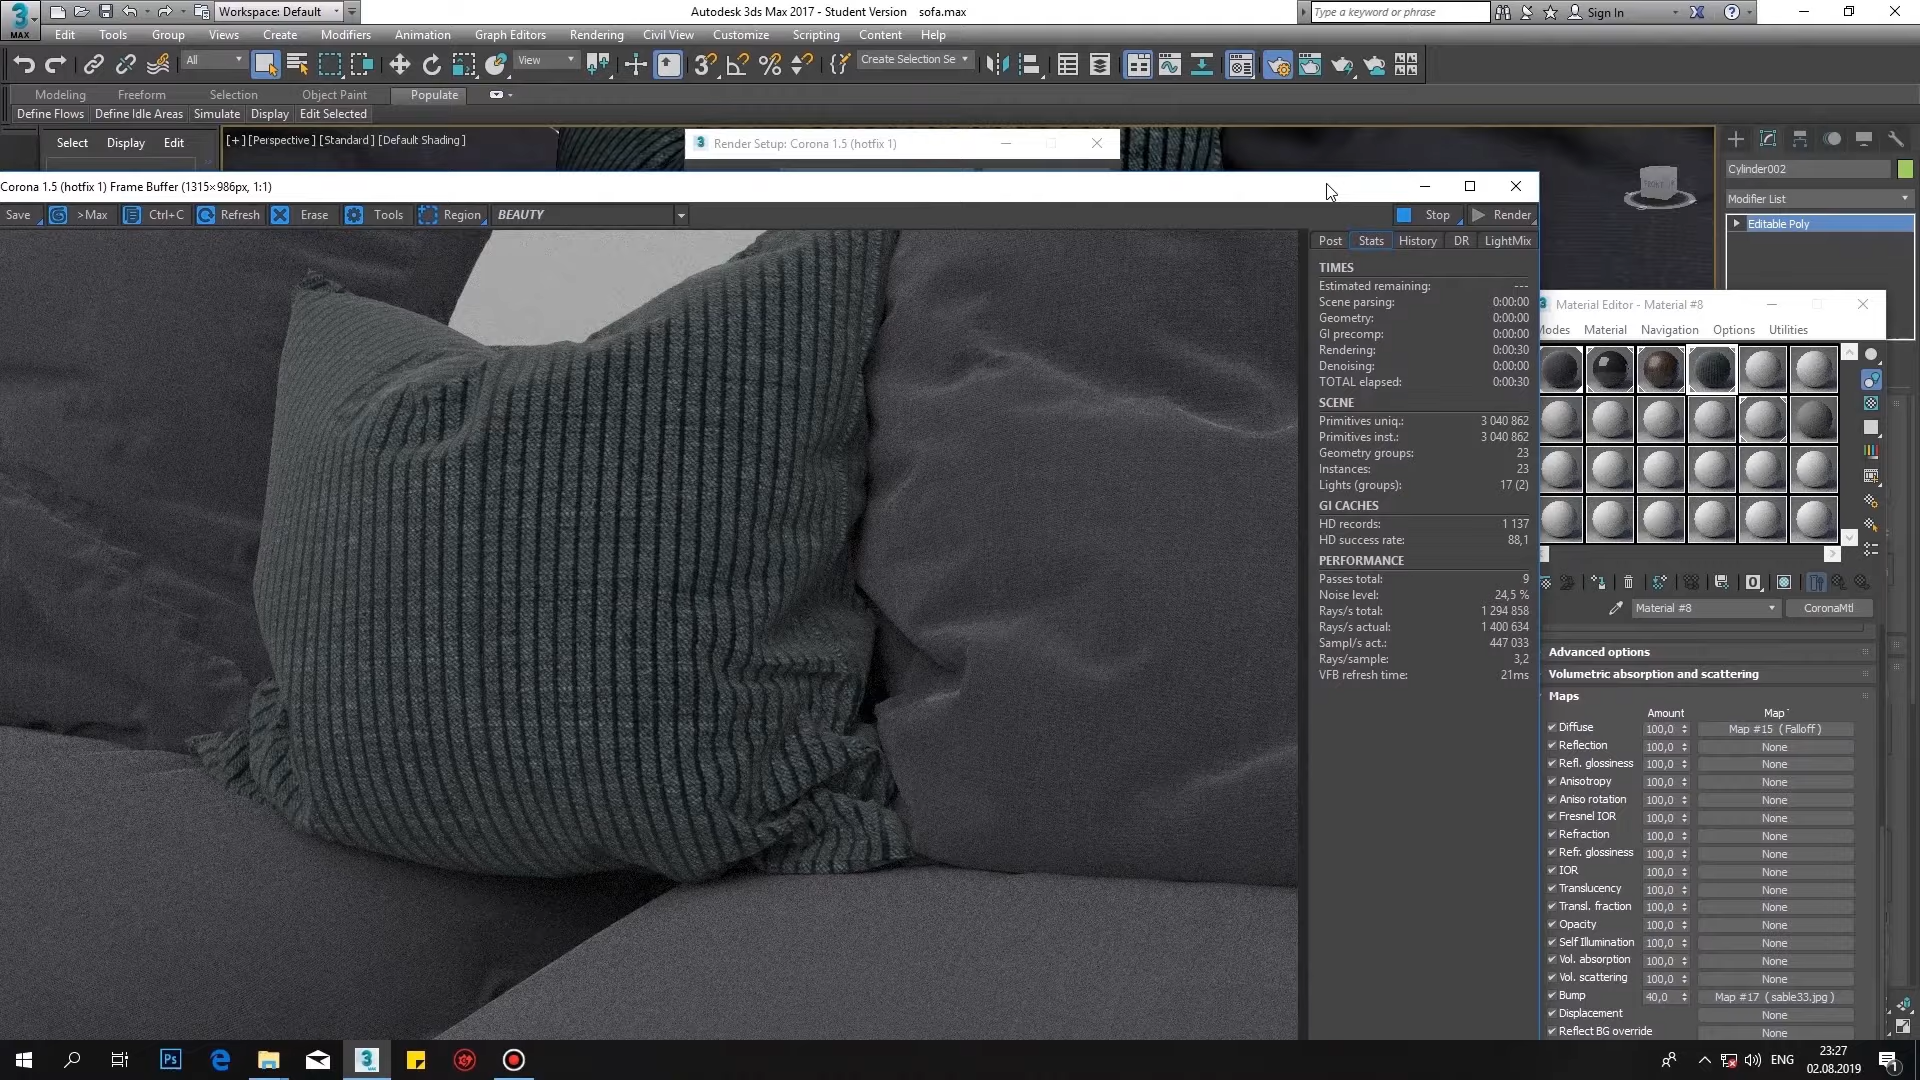 Workspace: Default
Autodesk 3ds Max 2017 - Student Version sofa.max
Type a keyword or phrase
Sign In
MAX
Edit Tools Group Views Create Modifiers Animation Graph Editors Rendering Civil View Customize Scripting Content Help
All
View
Create Selection Se
Modeling Freeform Selection Object Paint Populate
Define Flows Define Idle Areas Simulate Display Edit Selected
Select Display Edit
[+] [Perspective ] [Standard ] [Default Shading ]
Render Setup: Corona 1.5 (hotfix 1)
Cylinder002
Modifier List
Editable Poly
Corona 1.5 (hotfix 1) Frame Buffer (1315×986px, 1:1)
Save >Max Ctrl+C Refresh Erase Tools Region BEAUTY Stop Render
Post Stats History DR LightMix
TIMES
Estimated remaining: ---
Scene parsing: 0:00:00
Geometry: 0:00:00
GI precomp: 0:00:00
Rendering: 0:00:30
Denoising: 0:00:00
TOTAL elapsed: 0:00:30
SCENE
Primitives uniq.: 3 040 862
Primitives inst.: 3 040 862
Geometry groups: 23
Instances: 23
Lights (groups): 17 (2)
GI CACHES
HD records: 1 137
HD success rate: 88,1
PERFORMANCE
Passes total: 9
Noise level: 24,5 %
Rays/s total: 1 294 858
Rays/s actual: 1 400 634
Sampl/s act.: 447 033
Rays/sample: 3,2
VFB refresh time: 21ms
Material Editor - Material #8
Modes Material Navigation Options Utilities
Material #8 CoronaMtl
Advanced options
Volumetric absorption and scattering
Maps
Amount Map
Diffuse 100,0 Map #15 (Falloff)
Reflection 100,0 None
Refl. glossiness 100,0 None
Anisotropy 100,0 None
Aniso rotation 100,0 None
Fresnel IOR 100,0 None
Refraction 100,0 None
Refr. glossiness 100,0 None
IOR 100,0 None
Translucency 100,0 None
Transl. fraction 100,0 None
Opacity 100,0 None
Self Illumination 100,0 None
Vol. absorption 100,0 None
Vol. scattering 100,0 None
Bump 40,0 Map #17 (sable33.jpg)
Displacement None
Reflect BG override None
Ps
ENG
23:27
02.08.2019
1